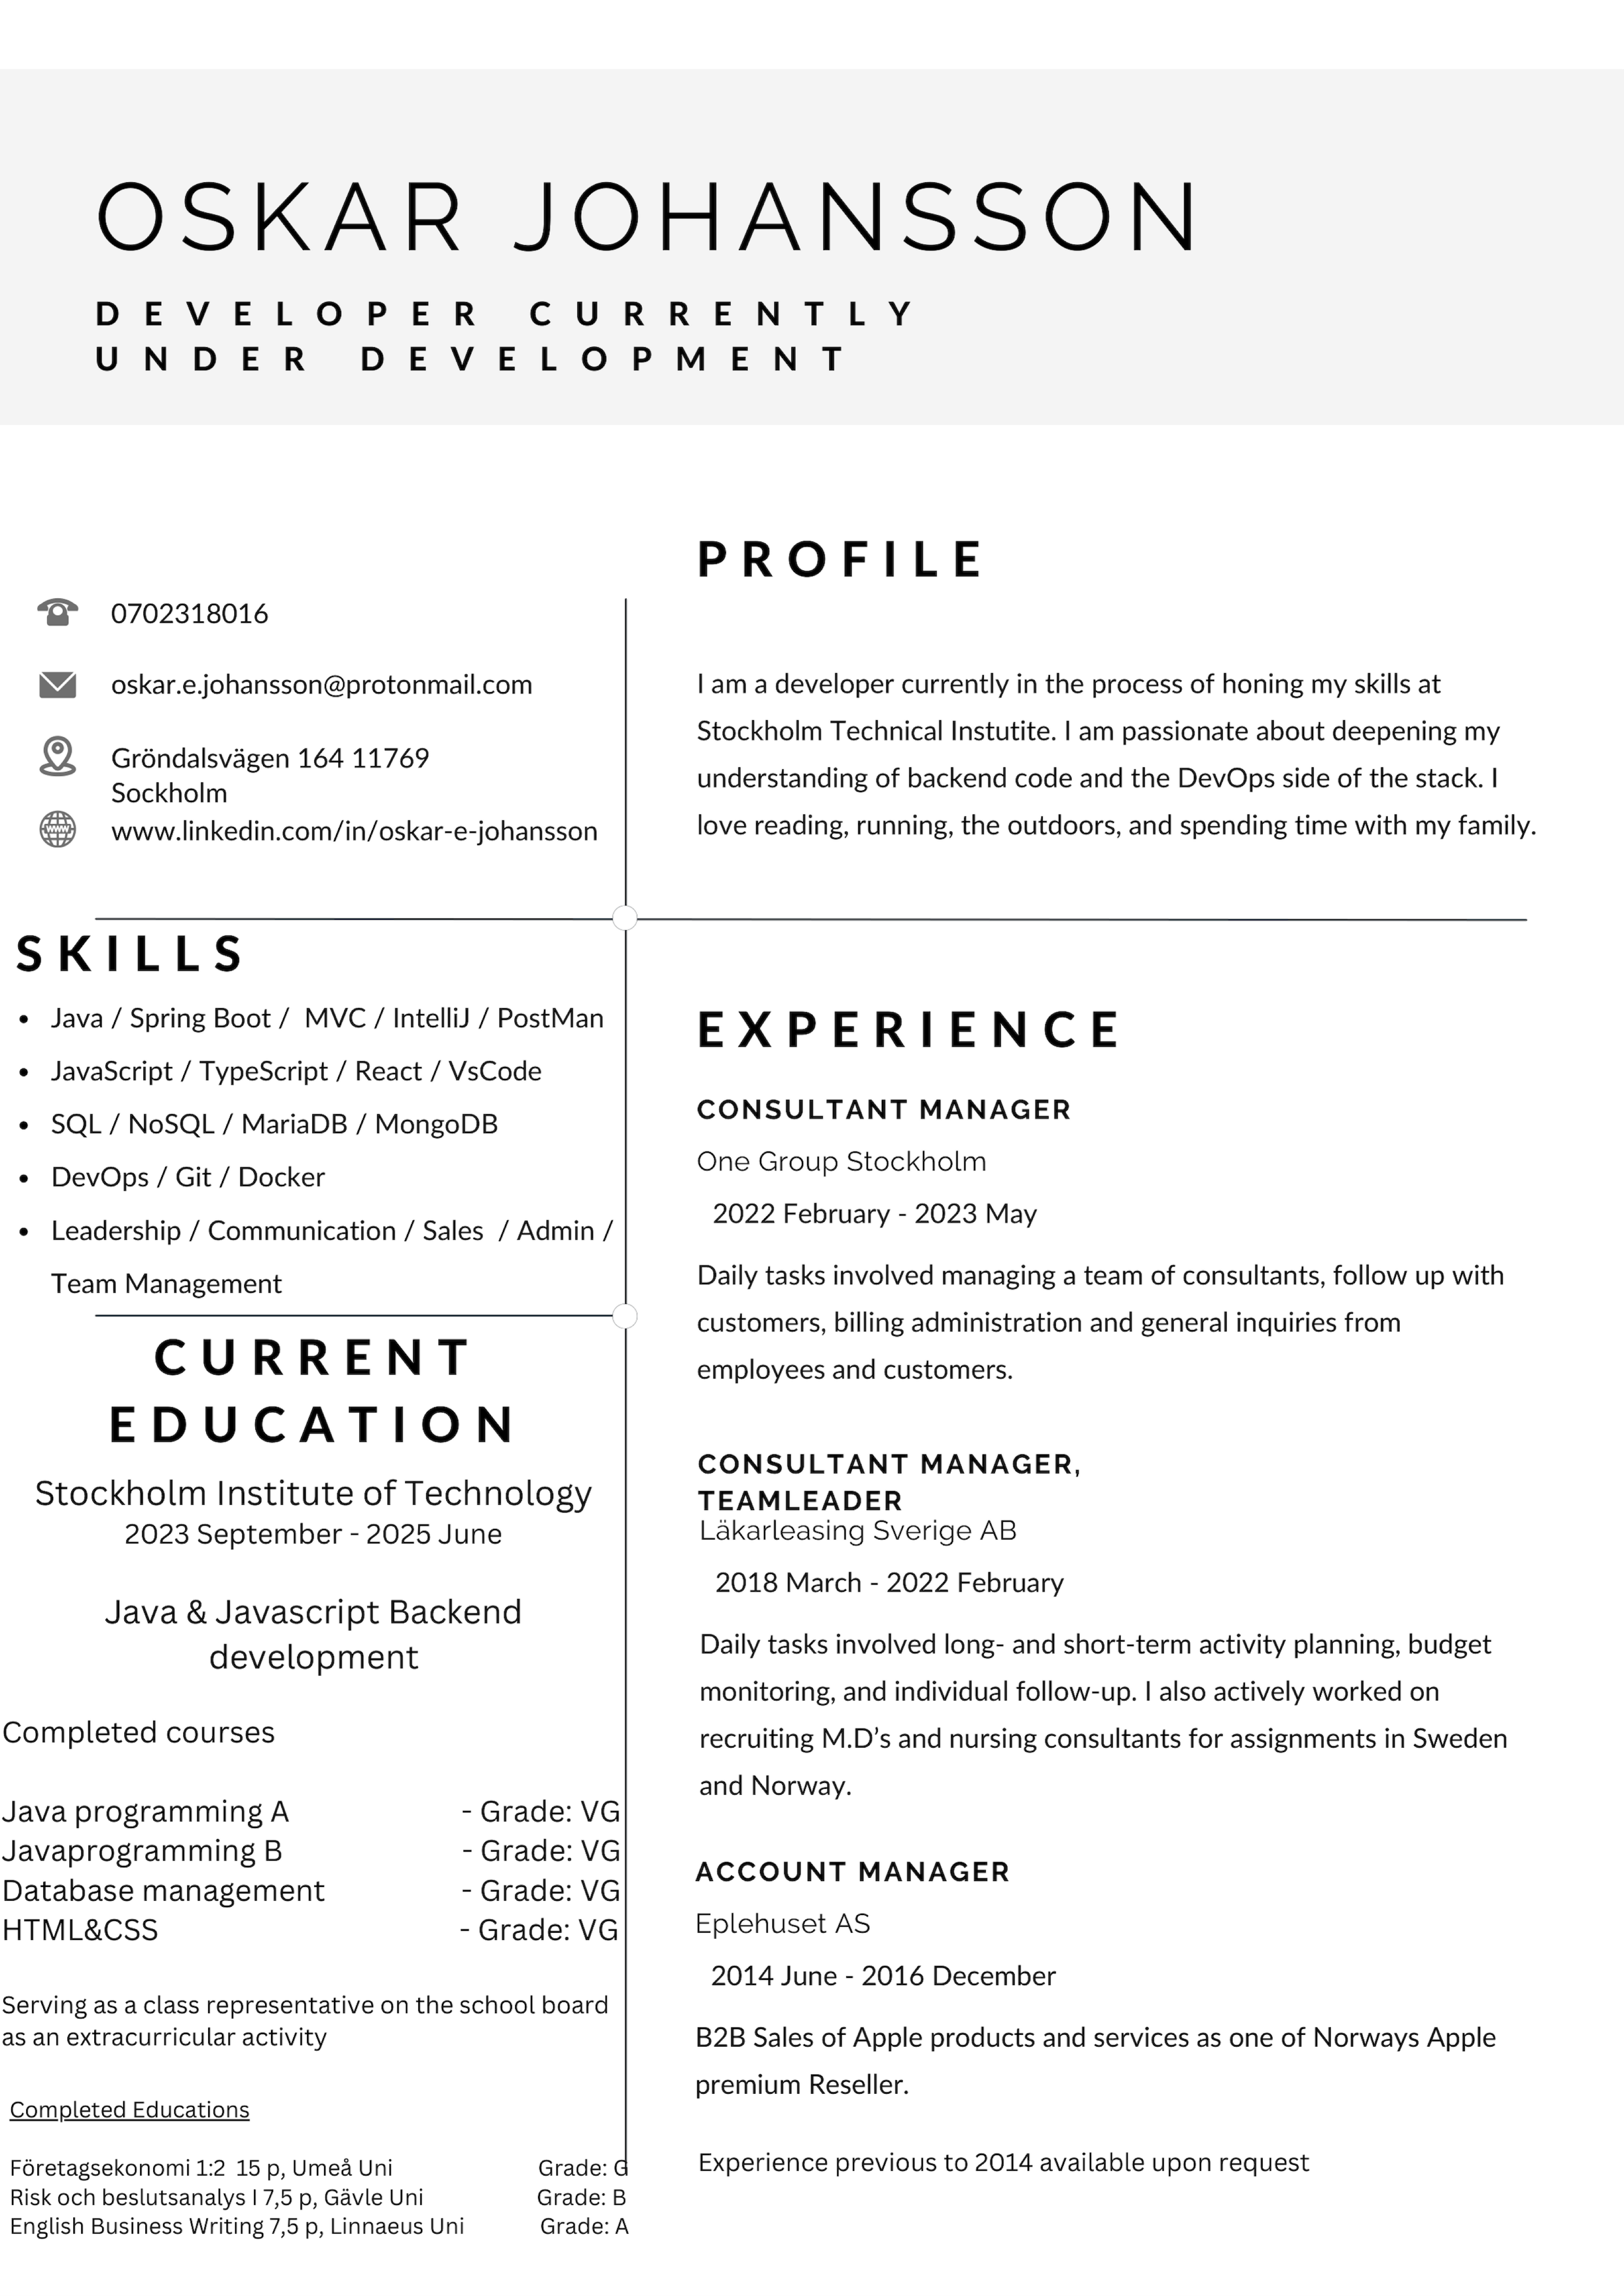 OSKAR JOHANSSON
DEVELOPER CURRENTLY
UNDER DEVELOPMENT
0702318016
oskar.e.johansson@protonmail.com
Gröndalsvägen 164 11769
Sockholm
www.linkedin.com/in/oskar-e-johansson
PROFILE
I am a developer currently in the process of honing my skills at
Stockholm Technical Instutite. I am passionate about deepening my
understanding of backend code and the DevOps side of the stack. I
love reading, running, the outdoors, and spending time with my family.
SKILLS
• Java / Spring Boot / MVC / IntelliJ / PostMan
• JavaScript / TypeScript / React / VsCode
• SQL / NoSQL / MariaDB / MongoDB
• DevOps / Git / Docker
• Leadership / Communication / Sales / Admin /
Team Management
CURRENT
EDUCATION
Stockholm Institute of Technology
2023 September - 2025 June
Java & Javascript Backend
development
Completed courses
Java programming A - Grade: VG
Javaprogramming B - Grade: VG
Database management - Grade: VG
HTML&CSS - Grade: VG
Serving as a class representative on the school board
as an extracurricular activity
Completed Educations
Företagsekonomi 1:2 15 p, Umeå Uni Grade: G
Risk och beslutsanalys I 7,5 p, Gävle Uni Grade: B
English Business Writing 7,5 p, Linnaeus Uni Grade: A
EXPERIENCE
CONSULTANT MANAGER
One Group Stockholm
2022 February - 2023 May
Daily tasks involved managing a team of consultants, follow up with
customers, billing administration and general inquiries from
employees and customers.
CONSULTANT MANAGER,
TEAMLEADER
Läkarleasing Sverige AB
2018 March - 2022 February
Daily tasks involved long- and short-term activity planning, budget
monitoring, and individual follow-up. I also actively worked on
recruiting M.D’s and nursing consultants for assignments in Sweden
and Norway.
ACCOUNT MANAGER
Eplehuset AS
2014 June - 2016 December
B2B Sales of Apple products and services as one of Norways Apple
premium Reseller.
Experience previous to 2014 available upon request